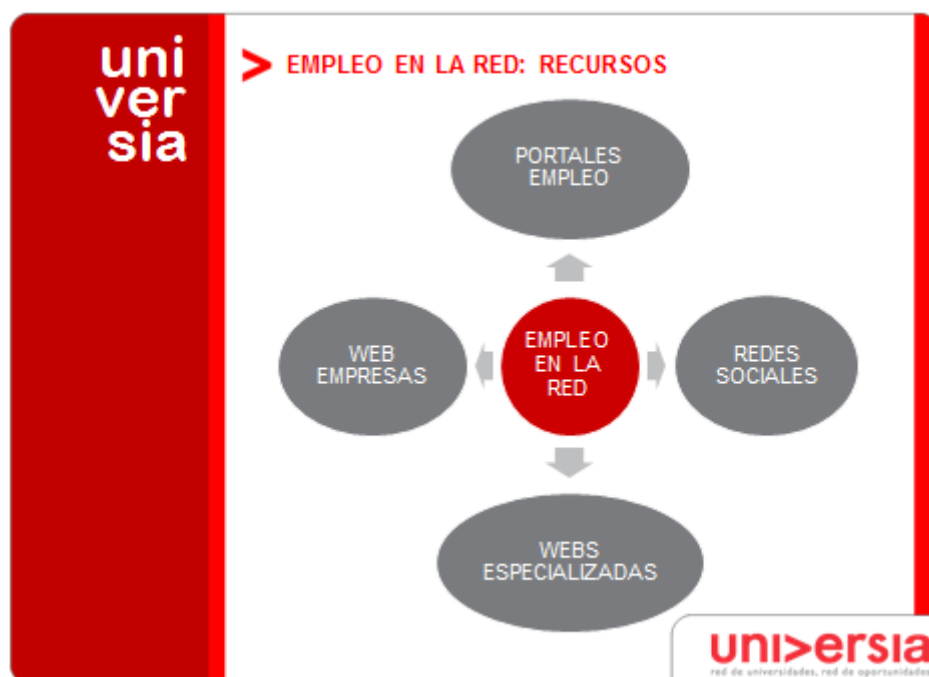 uni
ver
sia
> EMPLEO EN LA RED: RECURSOS
PORTALES
EMPLEO
WEB
EMPRESAS
EMPLEO
EN LA
RED
REDES
SOCIALES
WEBS
ESPECIALIZADAS
uni>ersia
red de universidades, red de oportunidades